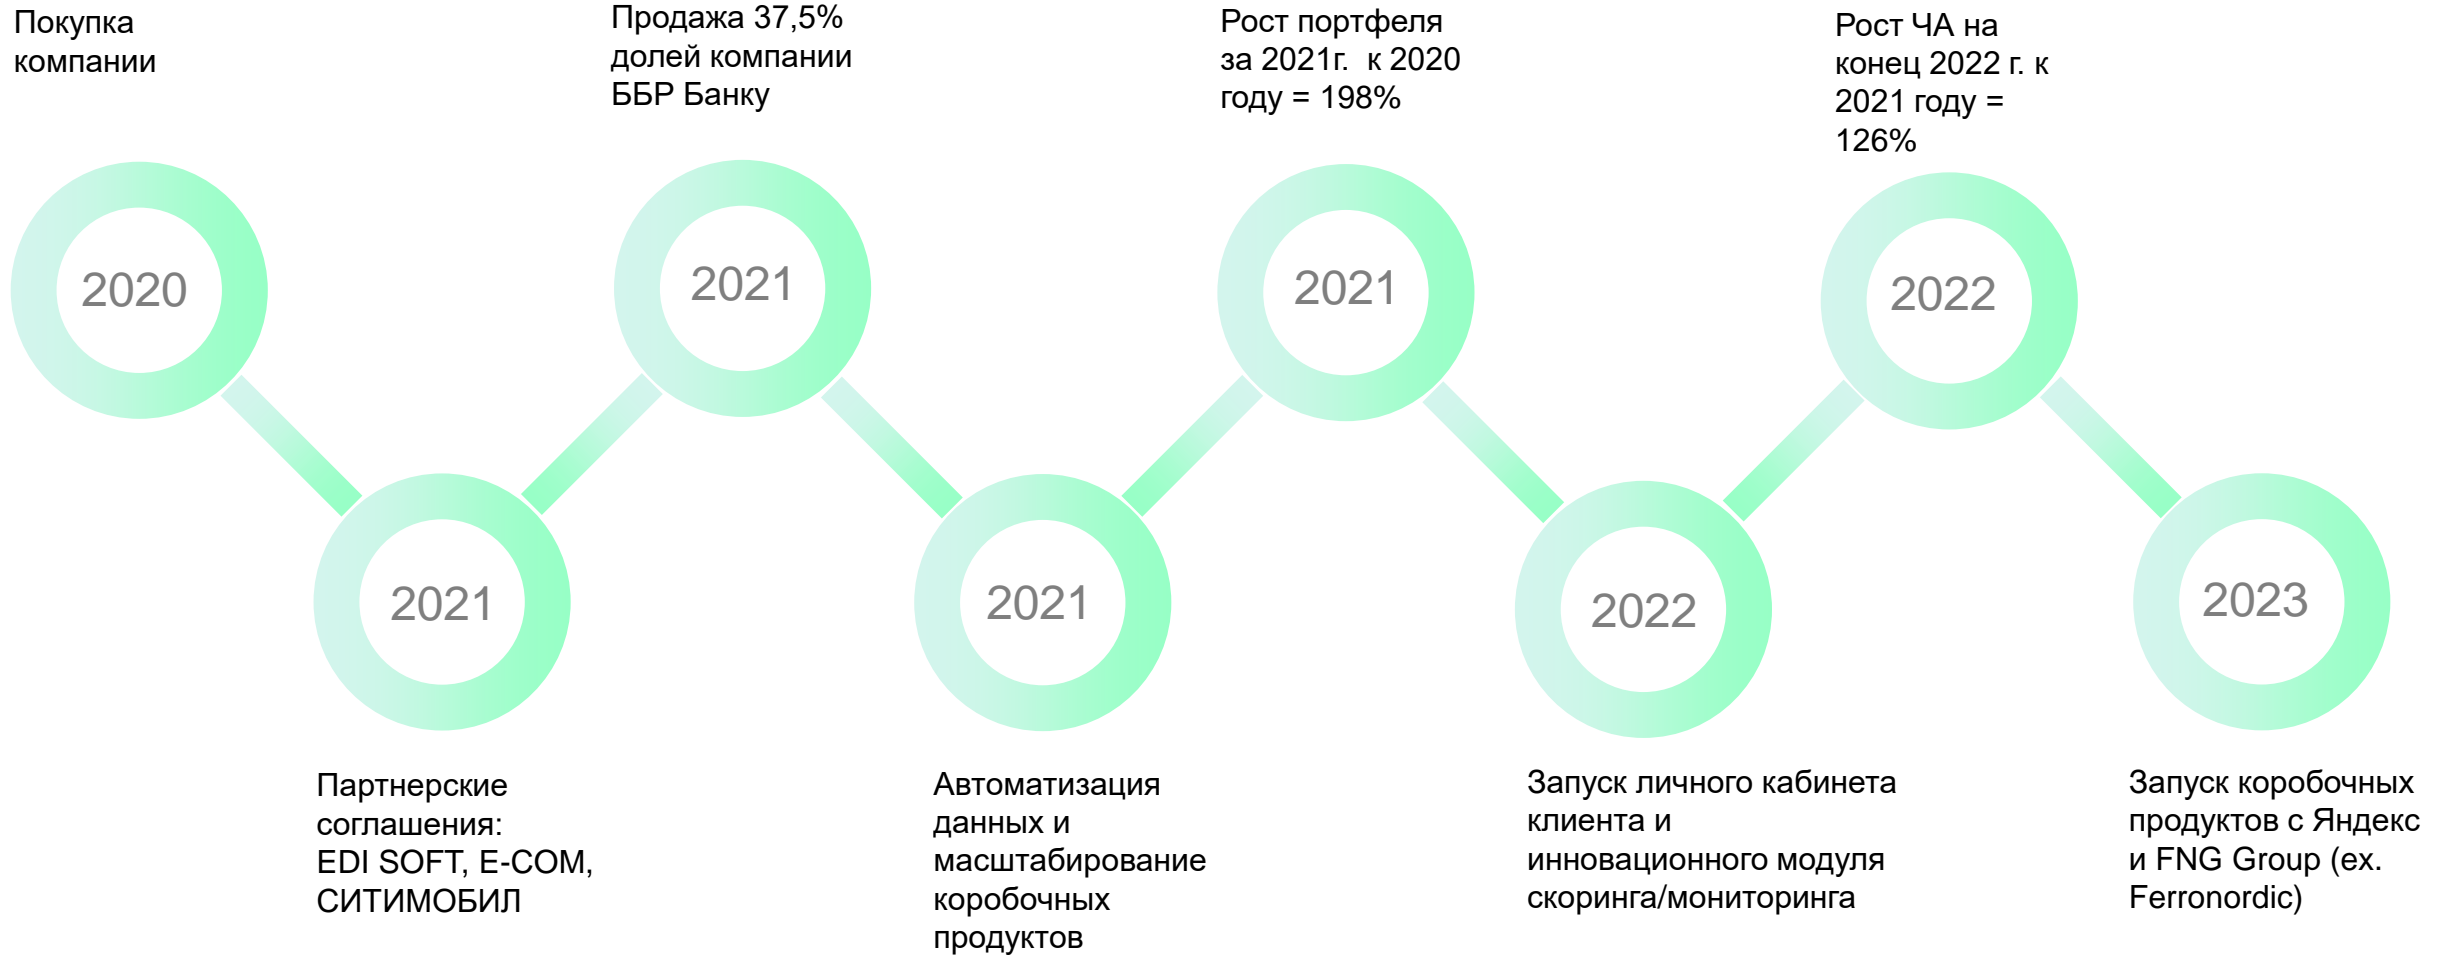 Покупка
компании
2020
2021
Партнерские
соглашения:
EDI SOFT, E-COM,
СИТИМОБИЛ
Продажа 37,5%
долей компании
ББР Банку
2021
2021
Автоматизация
данных и
масштабирование
коробочных
продуктов
Рост портфеля
за 2021г.  к 2020
году = 198%
2021
2022
Запуск личного кабинета
клиента и
инновационного модуля
скоринга/мониторинга
Рост ЧА на
конец 2022 г. к
2021 году =
126%
2022
2023
Запуск коробочных
продуктов с Яндекс
и FNG Group (ex.
Ferronordic)